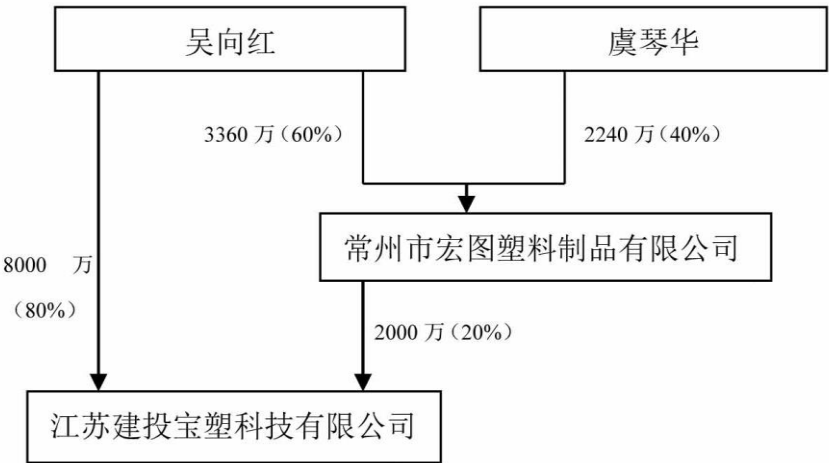 吴向红
虞琴华
3360 万（60%）
2240 万（40%）
常州市宏图塑料制品有限公司
8000 万
（80%）
2000 万（20%）
江苏建投宝塑科技有限公司